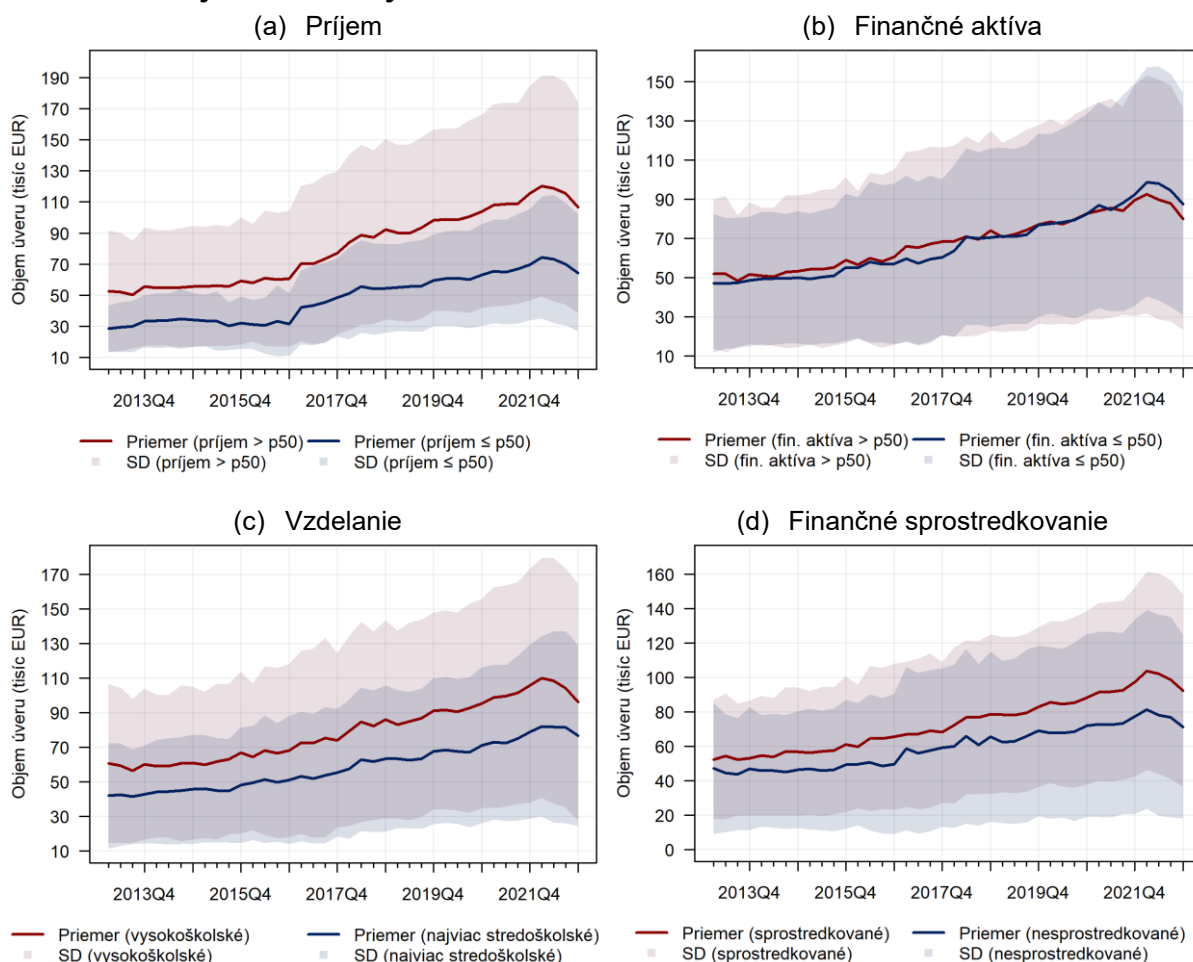 (a) Príjem
(b) Finančné aktíva
Objem úveru (tisíc EUR)
190
170
150
130
110
90
70
50
30
10
2013Q4 2015Q4 2017Q4 2019Q4 2021Q4
Priemer (príjem > p50) Priemer (príjem ≤ p50)
SD (príjem > p50) SD (príjem ≤ p50)
Objem úveru (tisíc EUR)
150
130
110
90
70
50
30
10
2013Q4 2015Q4 2017Q4 2019Q4 2021Q4
Priemer (fin. aktíva > p50) Priemer (fin. aktíva ≤ p50)
SD (fin. aktíva > p50) SD (fin. aktíva ≤ p50)
(c) Vzdelanie
(d) Finančné sprostredkovanie
Objem úveru (tisíc EUR)
170
150
130
110
90
70
50
30
10
2013Q4 2015Q4 2017Q4 2019Q4 2021Q4
Priemer (vysokoškolské) Priemer (najviac stredoškolské)
SD (vysokoškolské) SD (najviac stredoškolské)
Objem úveru (tisíc EUR)
160
140
120
100
80
60
40
20
0
2013Q4 2015Q4 2017Q4 2019Q4 2021Q4
Priemer (sprostredkované) Priemer (nesprostredkované)
SD (sprostredkované) SD (nesprostredkované)